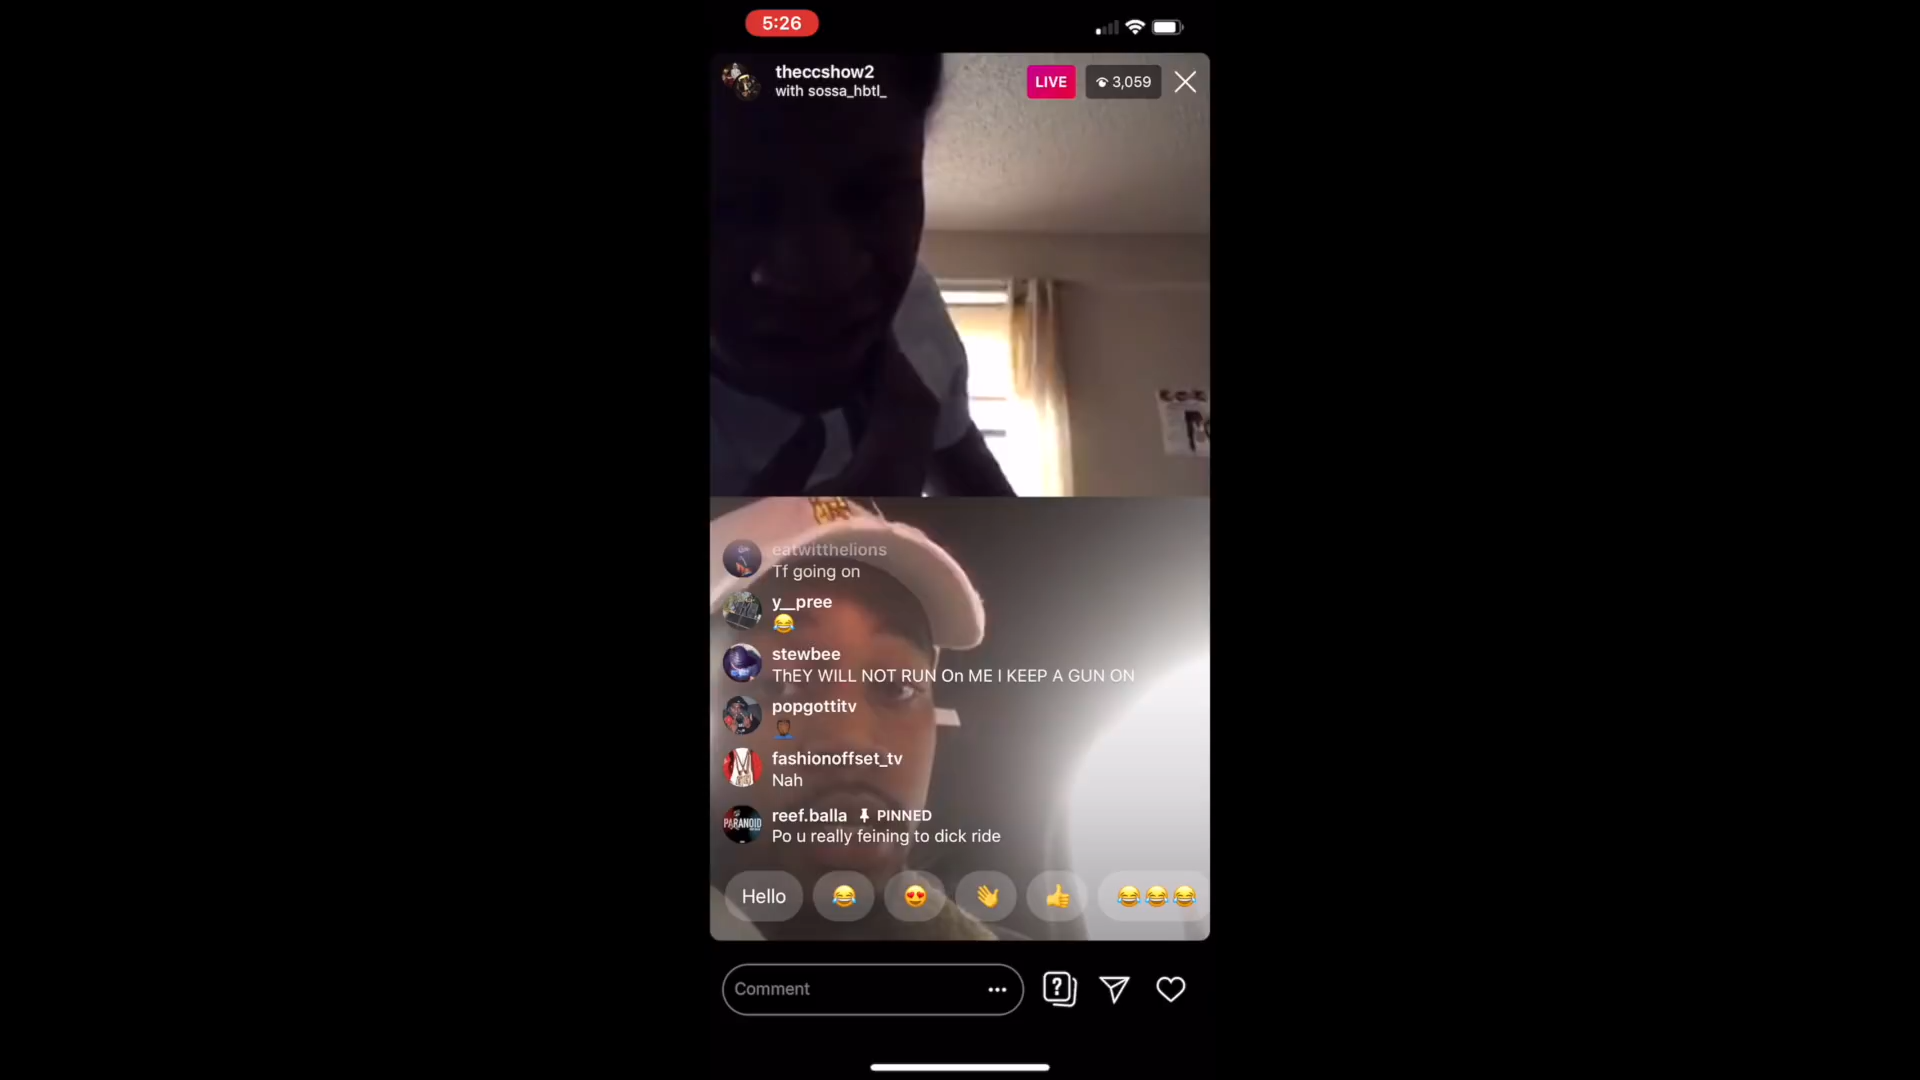 5:26
theccshow2
with sossa_hbtl_
LIVE
3,059
eatwitthelions
Tf going on
y__pree
😂
stewbee
ThEY WILL NOT RUN On ME I KEEP A GUN ON
popgottitv
fashionoffset_tv
Nah
PARANOID
reef.balla PINNED
Po u really feining to dick ride
Hello 😂 😍 👋 👍 😂😂😂
Comment